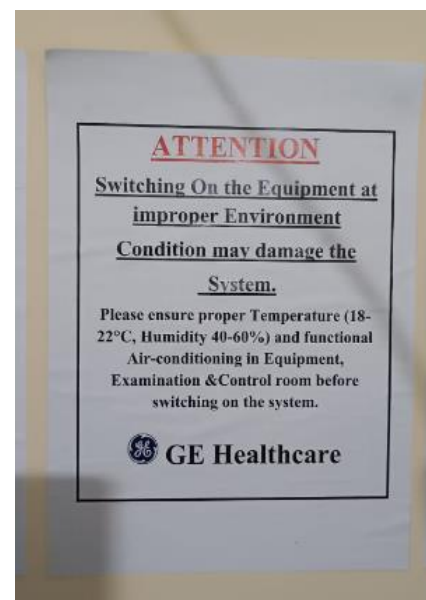 ATTENTION
Switching On the Equipment at
improper Environment
Condition may damage the
System.
Please ensure proper Temperature (18-
22°C, Humidity 40-60%) and functional
Air-conditioning in Equipment,
Examination &Control room before
switching on the system.
GE Healthcare